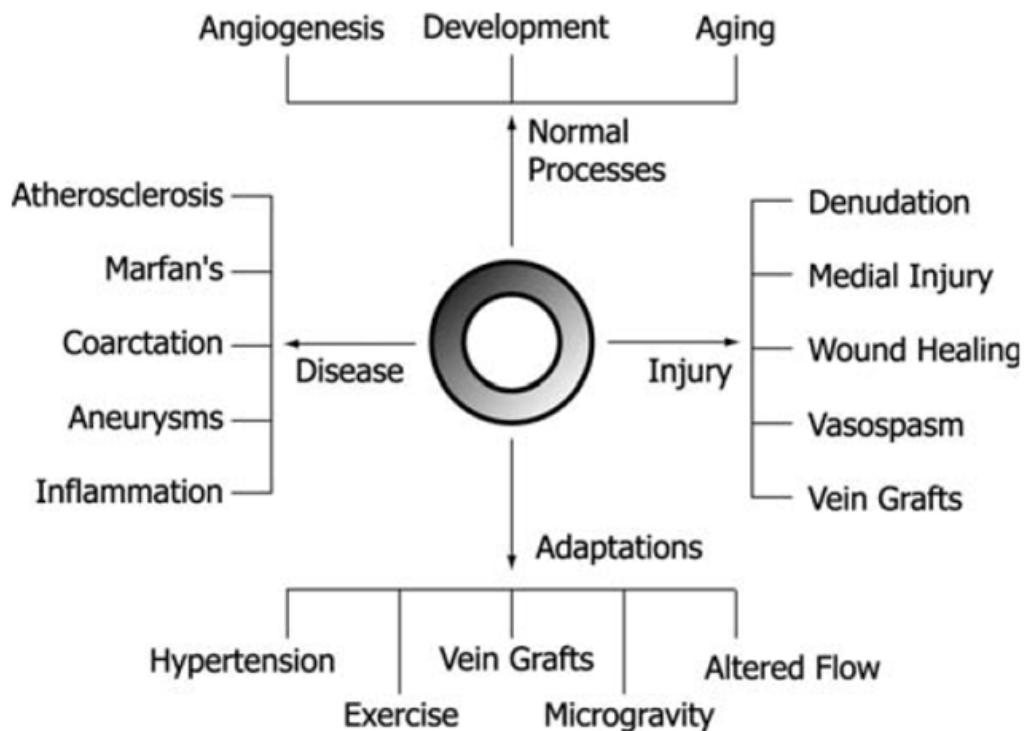 Angiogenesis
Development
Aging
Normal
Processes
Atherosclerosis
Marfan's
Coarctation
Aneurysms
Inflammation
Disease
Injury
Denudation
Medial Injury
Wound Healing
Vasospasm
Vein Grafts
Adaptations
Hypertension
Exercise
Vein Grafts
Microgravity
Altered Flow